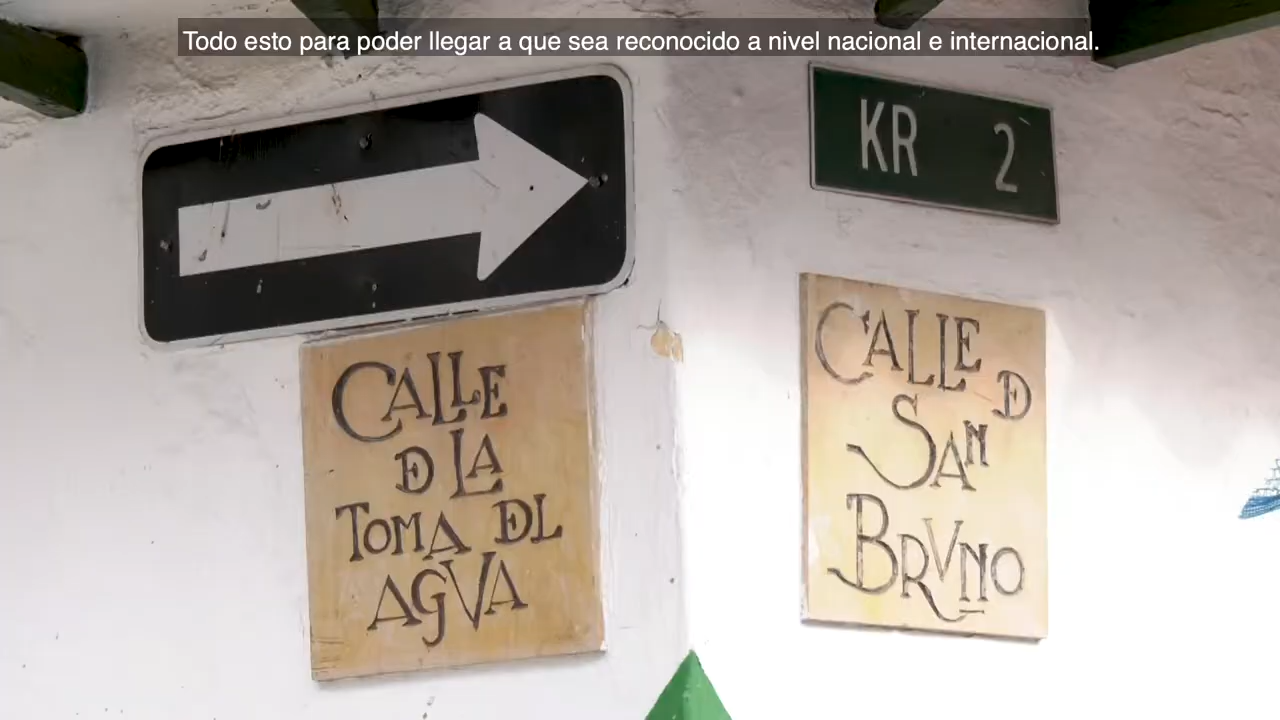 Todo esto para poder llegar a que sea reconocido a nivel nacional e internacional.
KR 2
CALLE
D LA
TOMA DL
AGVA
CALLE D
SAN
BRVNO